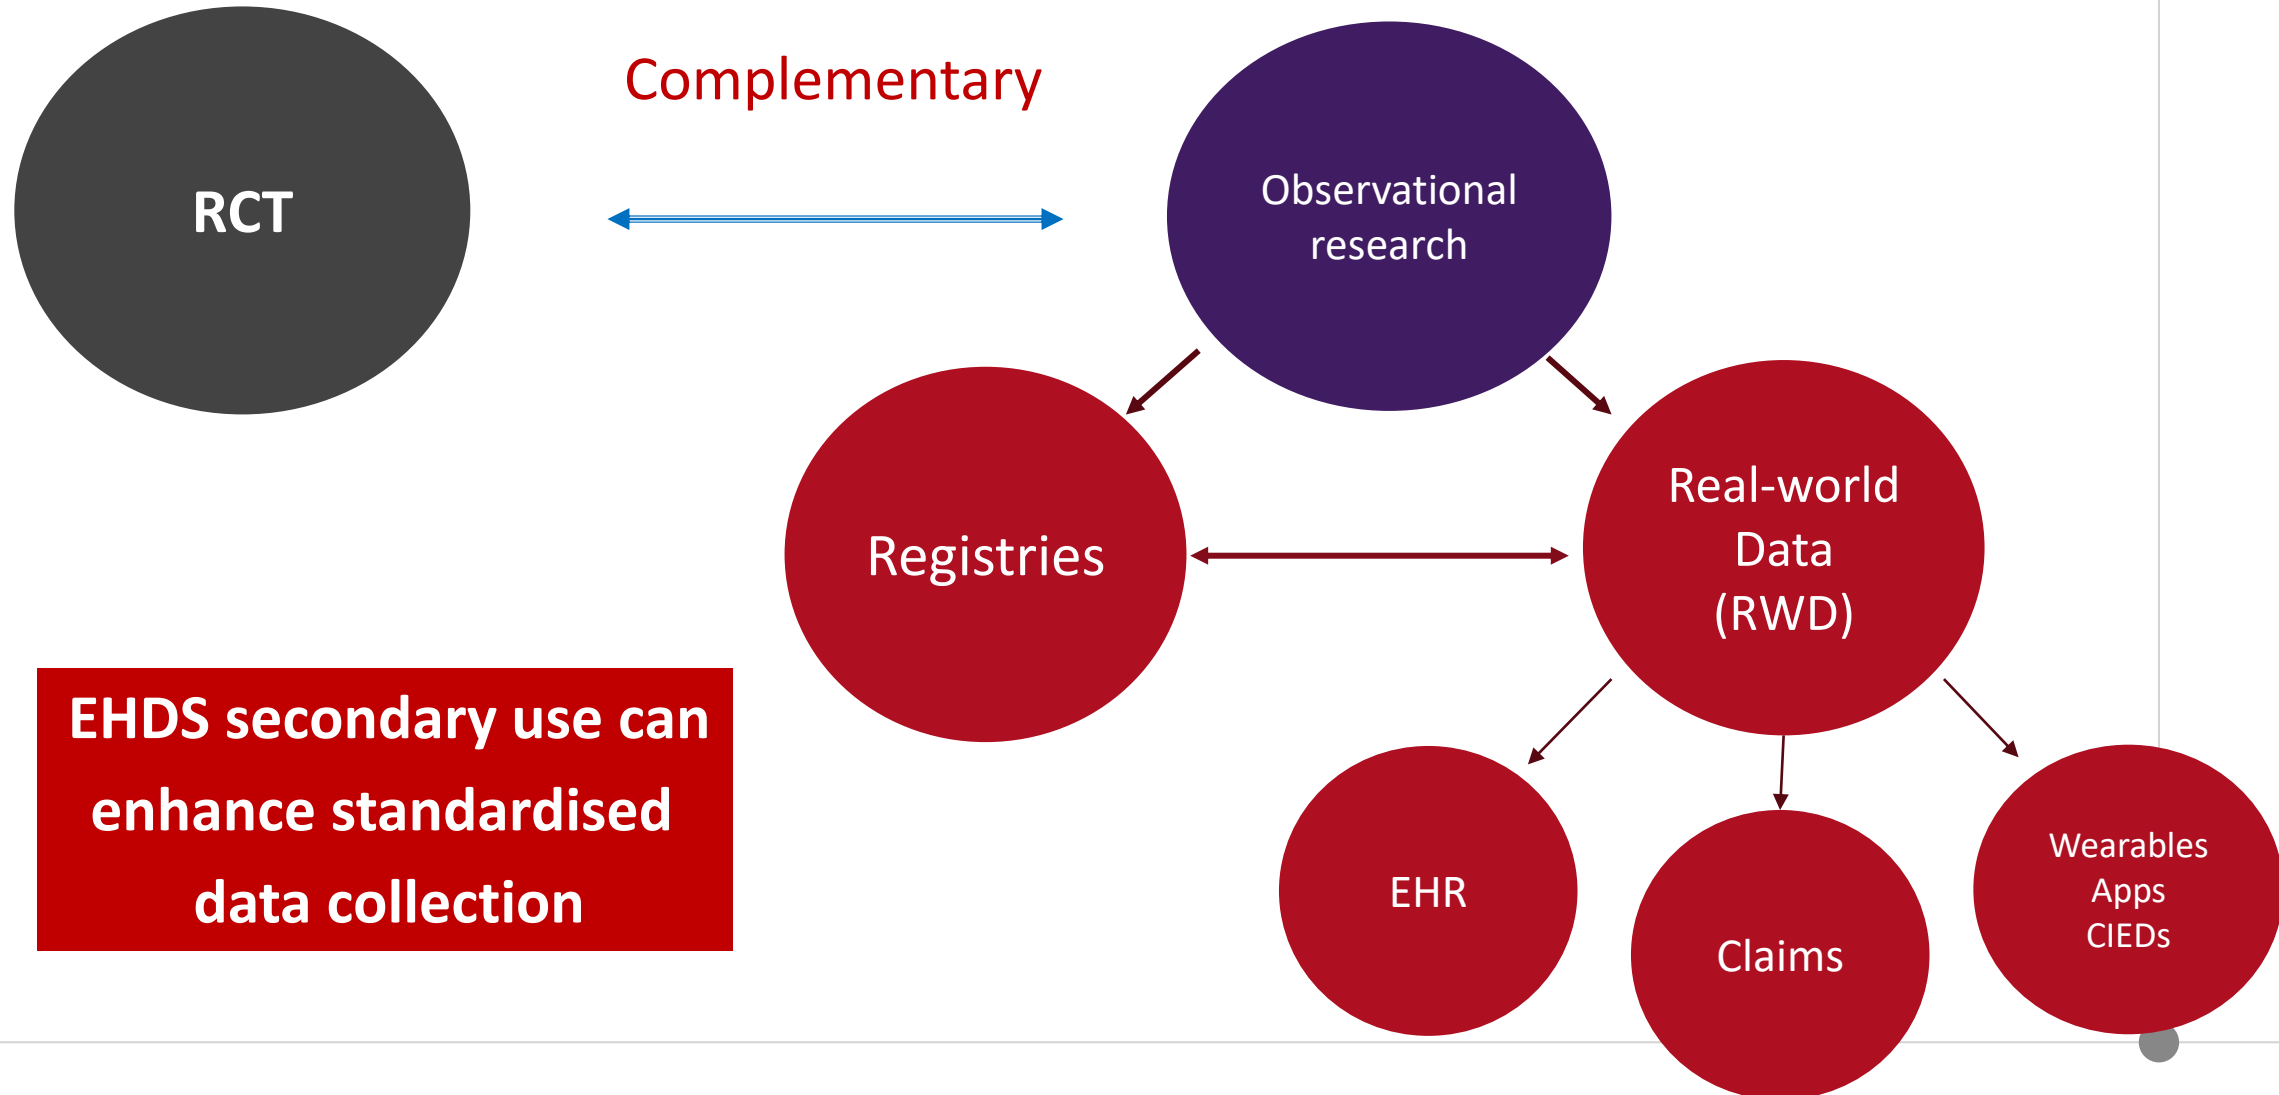 Complementary
RCT
Observational
research
Registries
Real-world
Data
(RWD)
EHDS secondary use can
enhance standardised
data collection
EHR
Claims
Wearables
Apps
CIEDs